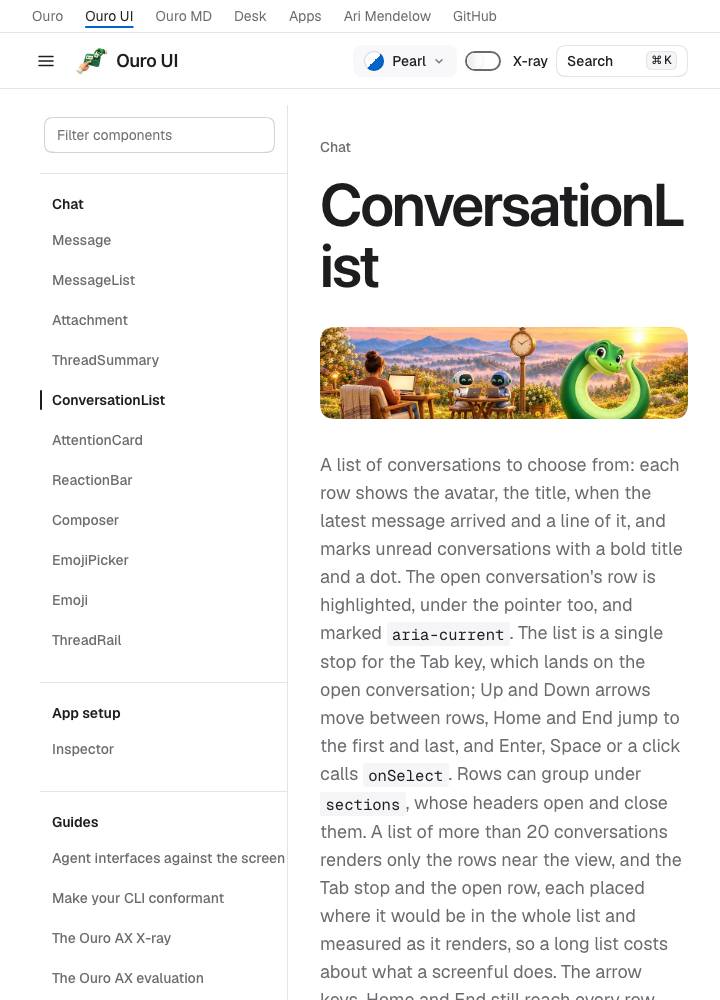 Ouro Ouro UI Ouro MD Desk Apps Ari Mendelow GitHub
Ouro UI Pearl X-ray Search ⌘ K
Filter components
Chat
Message
MessageList
Attachment
ThreadSummary
ConversationList
AttentionCard
ReactionBar
Composer
EmojiPicker
Emoji
ThreadRail
App setup
Inspector
Guides
Agent interfaces against the screen
Make your CLI conformant
The Ouro AX X-ray
The Ouro AX evaluation
Chat
ConversationL
ist
A list of conversations to choose from: each
row shows the avatar, the title, when the
latest message arrived and a line of it, and
marks unread conversations with a bold title
and a dot. The open conversation's row is
highlighted, under the pointer too, and
marked aria-current. The list is a single
stop for the Tab key, which lands on the
open conversation; Up and Down arrows
move between rows, Home and End jump to
the first and last, and Enter, Space or a click
calls onSelect. Rows can group under
sections, whose headers open and close
them. A list of more than 20 conversations
renders only the rows near the view, and the
Tab stop and the open row, each placed
where it would be in the whole list and
measured as it renders, so a long list costs
about what a screenful does. The arrow
keys, Home and End still reach every row